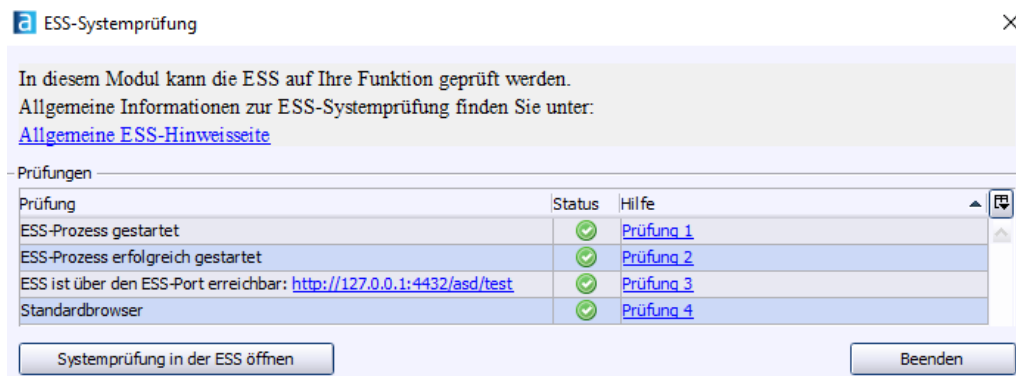 ESS-Systemprüfung
In diesem Modul kann die ESS auf Ihre Funktion geprüft werden.
Allgemeine Informationen zur ESS-Systemprüfung finden Sie unter:
Allgemeine ESS-Hinweisseite
Prüfungen
Prüfung Status Hilfe
ESS-Prozess gestartet Prüfung 1
ESS-Prozess erfolgreich gestartet Prüfung 2
ESS ist über den ESS-Port erreichbar: http://127.0.0.1:4432/asd/test Prüfung 3
Standardbrowser Prüfung 4
Systemprüfung in der ESS öffnen Beenden